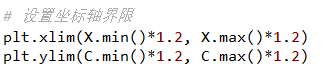 # 设置坐标轴界限
plt.xlim(X.min()*1.2, X.max()*1.2)
plt.ylim(C.min()*1.2, C.max()*1.2)